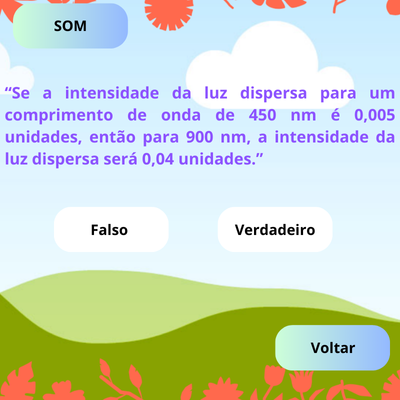 SOM
“Se a intensidade da luz dispersa para um
comprimento de onda de 450 nm é 0,005
unidades, então para 900 nm, a intensidade da
luz dispersa será 0,04 unidades.”
Falso
Verdadeiro
Voltar